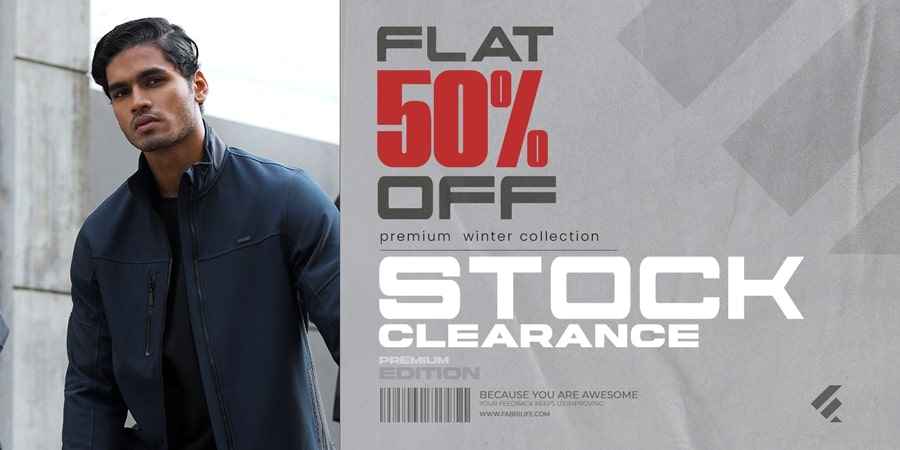 FLAT
50%
OFF
premium winter collection
STOCK
CLEARANCE
PREMIUM
EDITION
BECAUSE YOU ARE AWESOME
YOUR FEEDBACK KEEPS US IMPROVING
WWW.FABRILIFE.COM